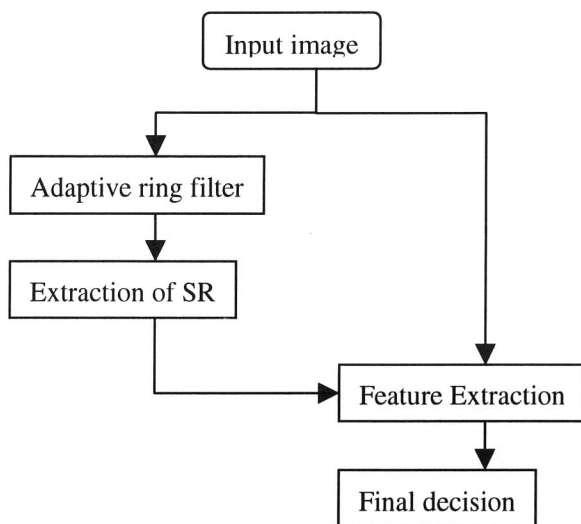 Input image
Adaptive ring filter
Extraction of SR
Feature Extraction
Final decision